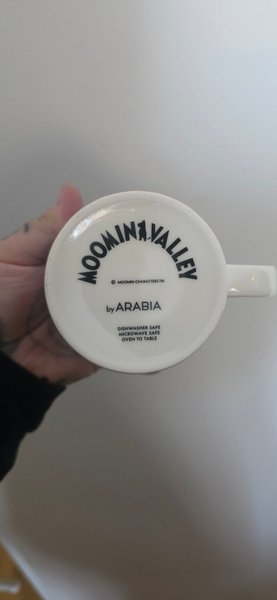 MOOMINVALLEY
© MOOMIN CHARACTERS TM
by ARABIA
DISHWASHER SAFE
MICROWAVE SAFE
OVEN TO TABLE